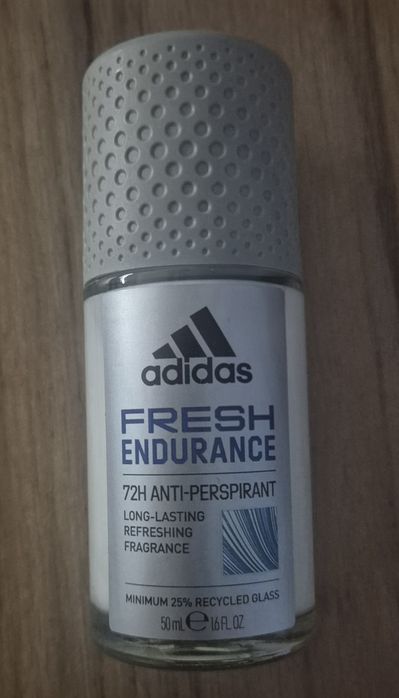 adidas
FRESH
ENDURANCE
72H ANTI-PERSPIRANT
LONG-LASTING
REFRESHING
FRAGRANCE
MINIMUM 25% RECYCLED GLASS
50 mL ℮ 1.6 FL. OZ.